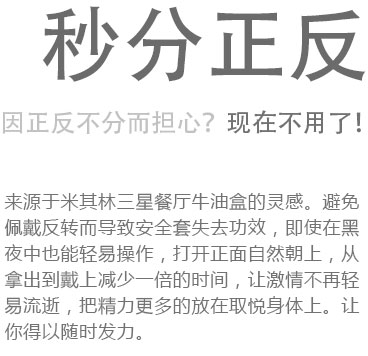 秒分正反
因正反不分而担心？现在不用了!
来源于米其林三星餐厅牛油盒的灵感。避免
佩戴反转而导致安全套失去功效，即使在黑
夜中也能轻易操作，打开正面自然朝上，从
拿出到戴上减少一倍的时间，让激情不再轻
易流逝，把精力更多的放在取悦身体上。让
你得以随时发力。